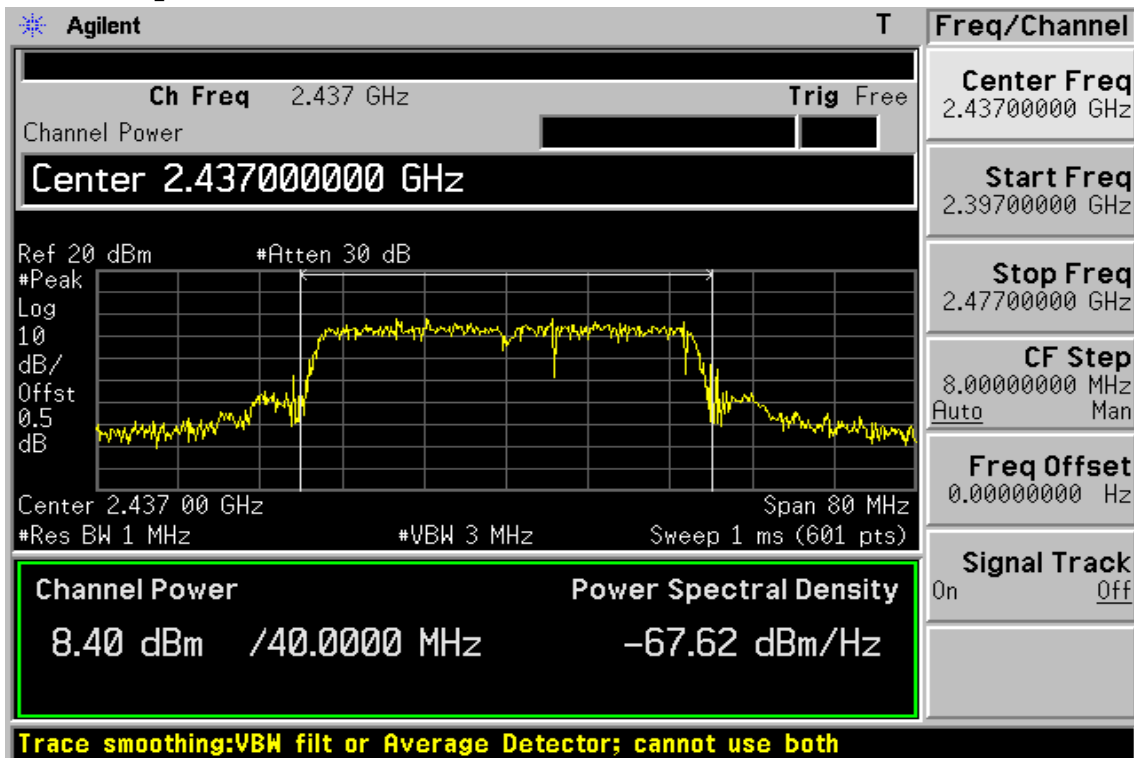 Agilent T
Ch Freq 2.437 GHz Trig Free
Channel Power
Center 2.437000000 GHz
Ref 20 dBm #Atten 30 dB
#Peak
Log
10
dB/
Offst
0.5
dB
Center 2.437 00 GHz Span 80 MHz
#Res BW 1 MHz #VBW 3 MHz Sweep 1 ms (601 pts)
Channel Power Power Spectral Density
8.40 dBm /40.0000 MHz -67.62 dBm/Hz
Trace smoothing:VBW filt or Average Detector; cannot use both
Freq/Channel
Center Freq
2.43700000 GHz
Start Freq
2.39700000 GHz
Stop Freq
2.47700000 GHz
CF Step
8.00000000 MHz
Auto Man
Freq Offset
0.00000000 Hz
Signal Track
On Off